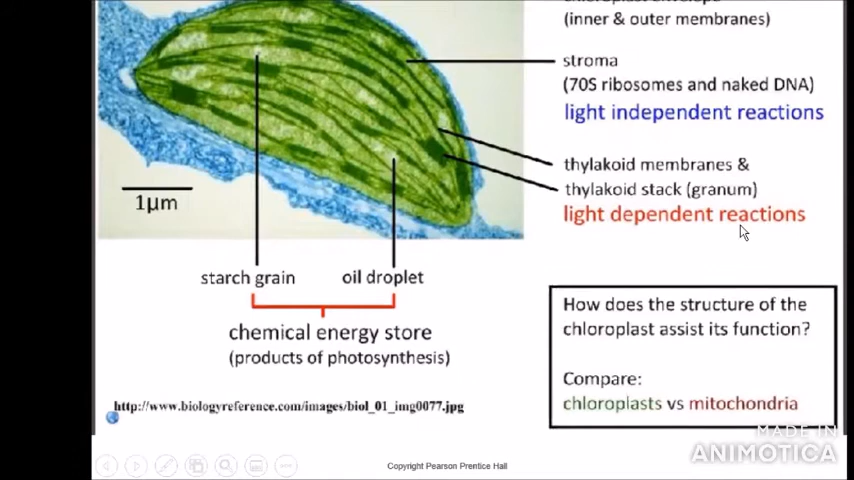 (inner & outer membranes)
stroma
(70S ribosomes and naked DNA)
light independent reactions
thylakoid membranes &
thylakoid stack (granum)
light dependent reactions
1µm
starch grain
oil droplet
chemical energy store
(products of photosynthesis)
How does the structure of the
chloroplast assist its function?
Compare:
chloroplasts vs mitochondria
http://www.biologyreference.com/images/biol_01_img0077.jpg
MADE IN
ANIMOTICA
Copyright Pearson Prentice Hall